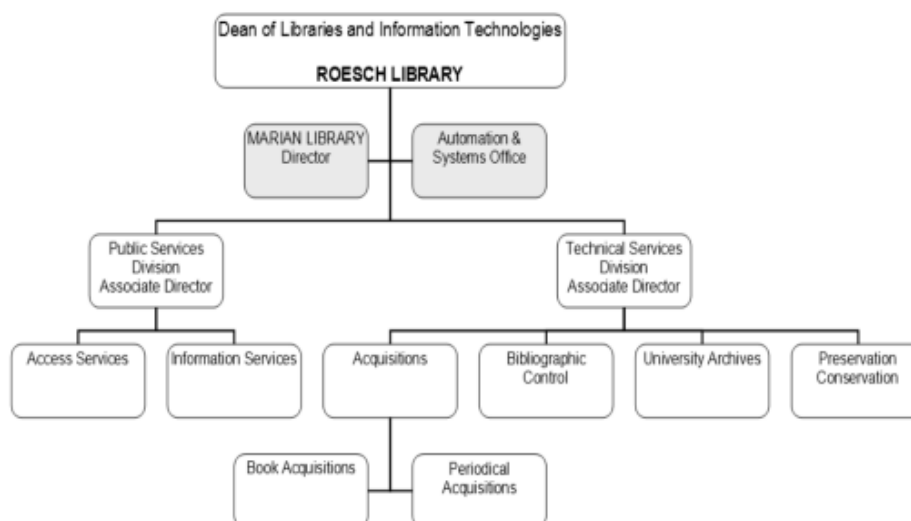 Dean of Libraries and Information Technologies
ROESCH LIBRARY
MARIAN LIBRARY
Director
Automation &
Systems Office
Public Services
Division
Associate Director
Technical Services
Division
Associate Director
Access Services
Information Services
Acquisitions
Bibliographic
Control
University Archives
Preservation
Conservation
Book Acquisitions
Periodical
Acquisitions